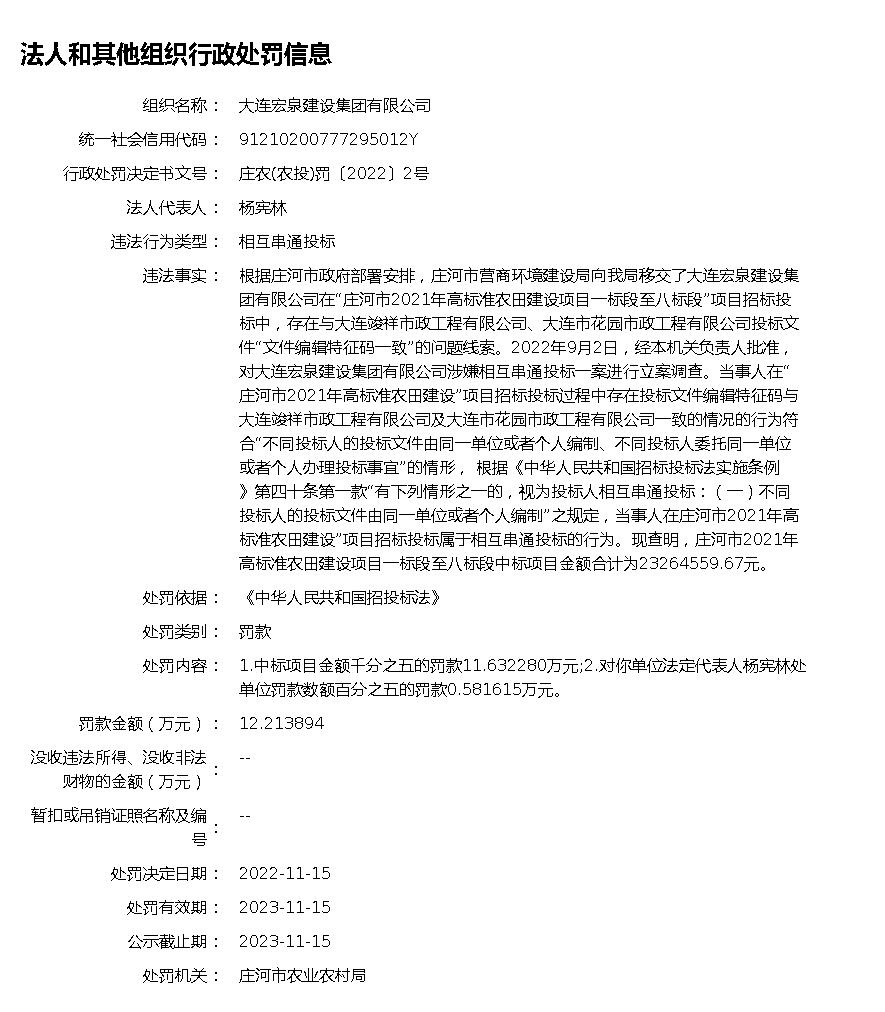 法人和其他组织行政处罚信息
组织名称： 大连宏泉建设集团有限公司
统一社会信用代码： 91210200777295012Y
行政处罚决定书文号： 庄农(农投)罚〔2022〕2号
法人代表人： 杨宪林
违法行为类型： 相互串通投标
违法事实： 根据庄河市政府部署安排，庄河市营商环境建设局向我局移交了大连宏泉建设集
团有限公司在“庄河市2021年高标准农田建设项目一标段至八标段”项目招标投
标中，存在与大连竣祥市政工程有限公司、大连市花园市政工程有限公司投标文
件“文件编辑特征码一致”的问题线索。2022年9月2日，经本机关负责人批准，
对大连宏泉建设集团有限公司涉嫌相互串通投标一案进行立案调查。当事人在“
庄河市2021年高标准农田建设”项目招标投标过程中存在投标文件编辑特征码与
大连竣祥市政工程有限公司及大连市花园市政工程有限公司一致的情况的行为符
合“不同投标人的投标文件由同一单位或者个人编制、不同投标人委托同一单位
或者个人办理投标事宜”的情形， 根据《中华人民共和国招标投标法实施条例
》第四十条第一款“有下列情形之一的，视为投标人相互串通投标：（一）不同
投标人的投标文件由同一单位或者个人编制”之规定，当事人在庄河市2021年高
标准农田建设”项目招标投标属于相互串通投标的行为。现查明，庄河市2021年
高标准农田建设项目一标段至八标段中标项目金额合计为23264559.67元。
处罚依据： 《中华人民共和国招投标法》
处罚类别： 罚款
处罚内容： 1.中标项目金额千分之五的罚款11.632280万元;2.对你单位法定代表人杨宪林处
单位罚款数额百分之五的罚款0.581615万元。
罚款金额（万元）： 12.213894
没收违法所得、没收非法
财物的金额（万元）： --
暂扣或吊销证照名称及编
号： --
处罚决定日期： 2022-11-15
处罚有效期： 2023-11-15
公示截止期： 2023-11-15
处罚机关： 庄河市农业农村局